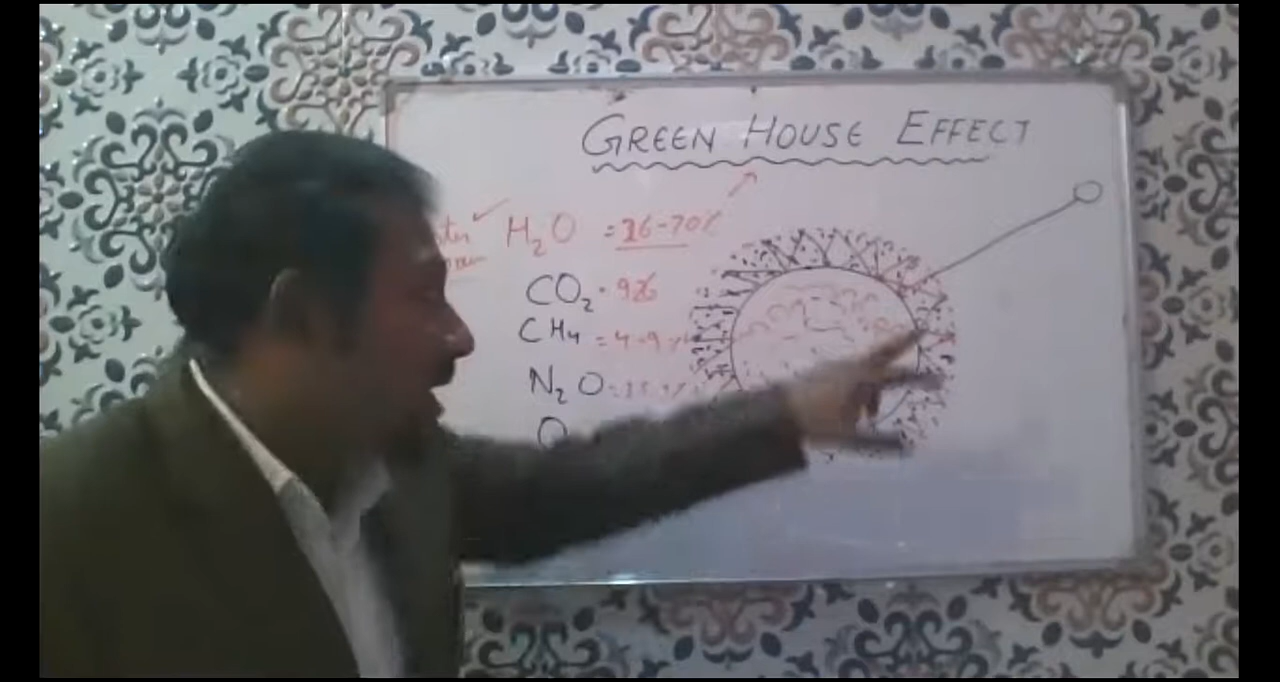 GREEN HOUSE EFFECT
H₂O = 36-70%
CO₂ · 9%
CH₄ = 4-9%
N₂O